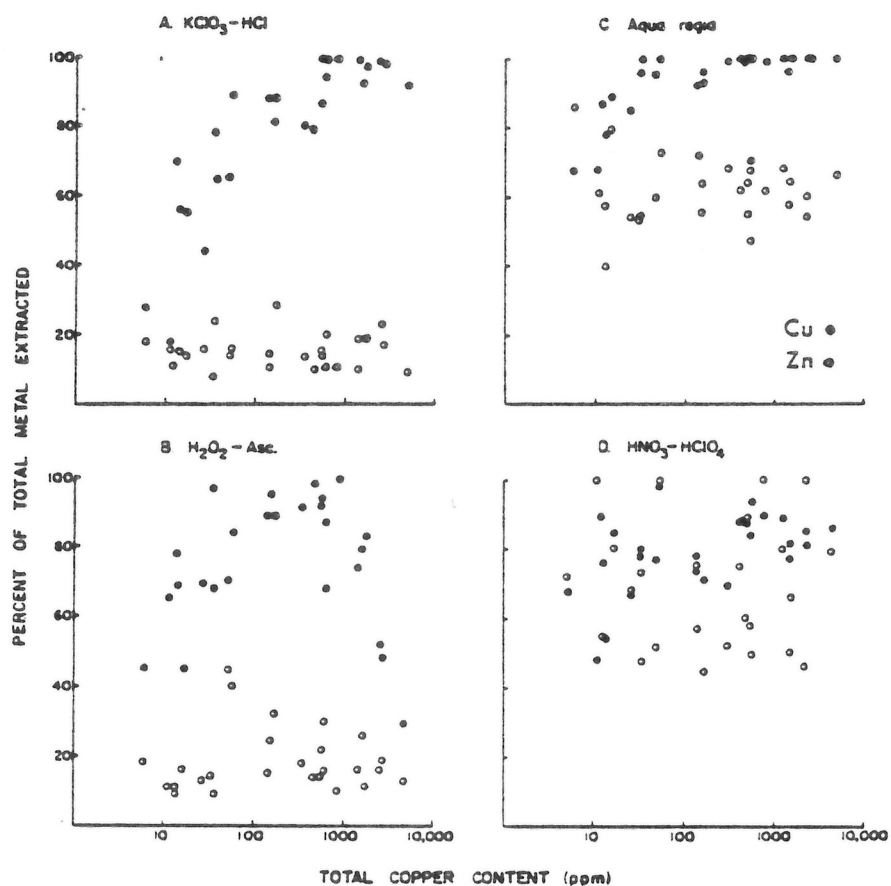 A. KClO₃-HCl
C. Aqua regia
100
80
60
40
20
Cu
Zn
PERCENT OF TOTAL METAL EXTRACTED
B. H₂O₂-Asc.
D. HNO₃-HClO₄
100
80
60
40
20
10 100 1000 10,000
10 100 1000 10,000
TOTAL COPPER CONTENT (ppm)